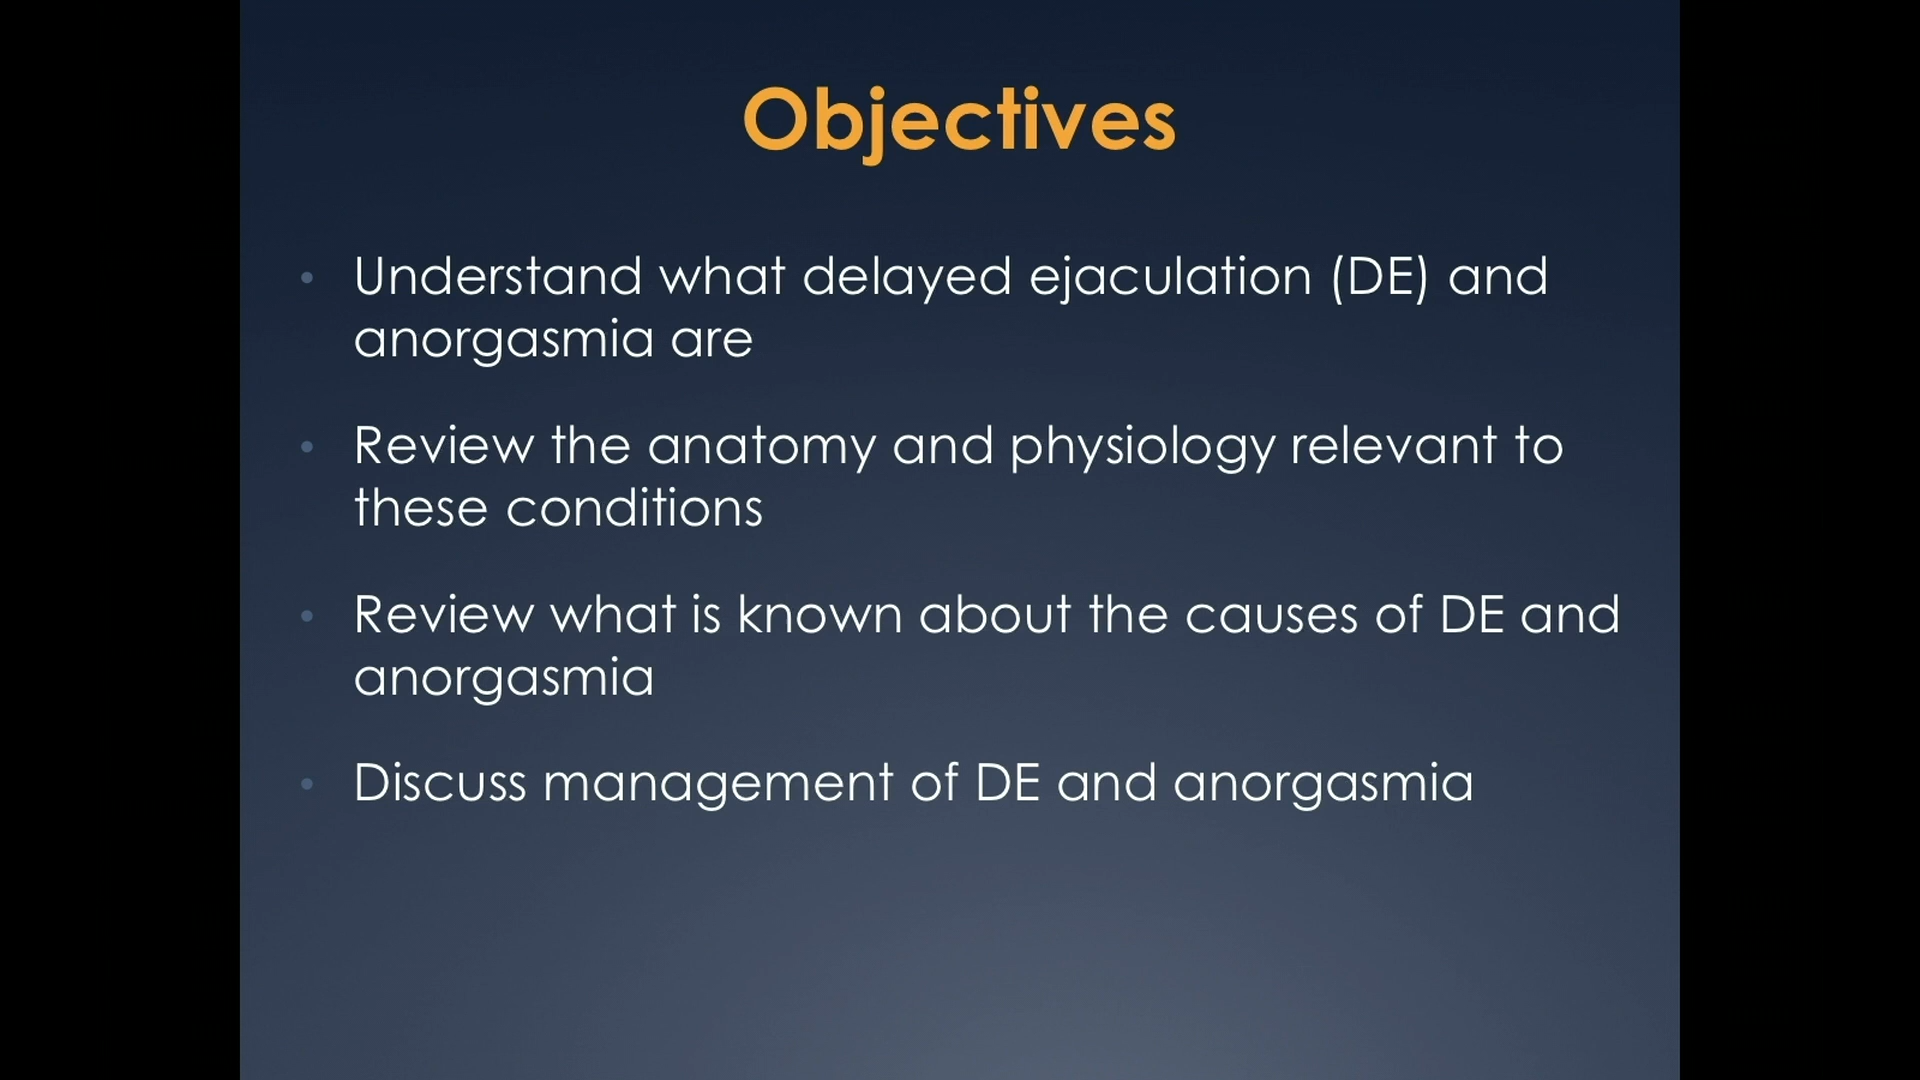 Objectives
• Understand what delayed ejaculation (DE) and
anorgasmia are
• Review the anatomy and physiology relevant to
these conditions
• Review what is known about the causes of DE and
anorgasmia
• Discuss management of DE and anorgasmia